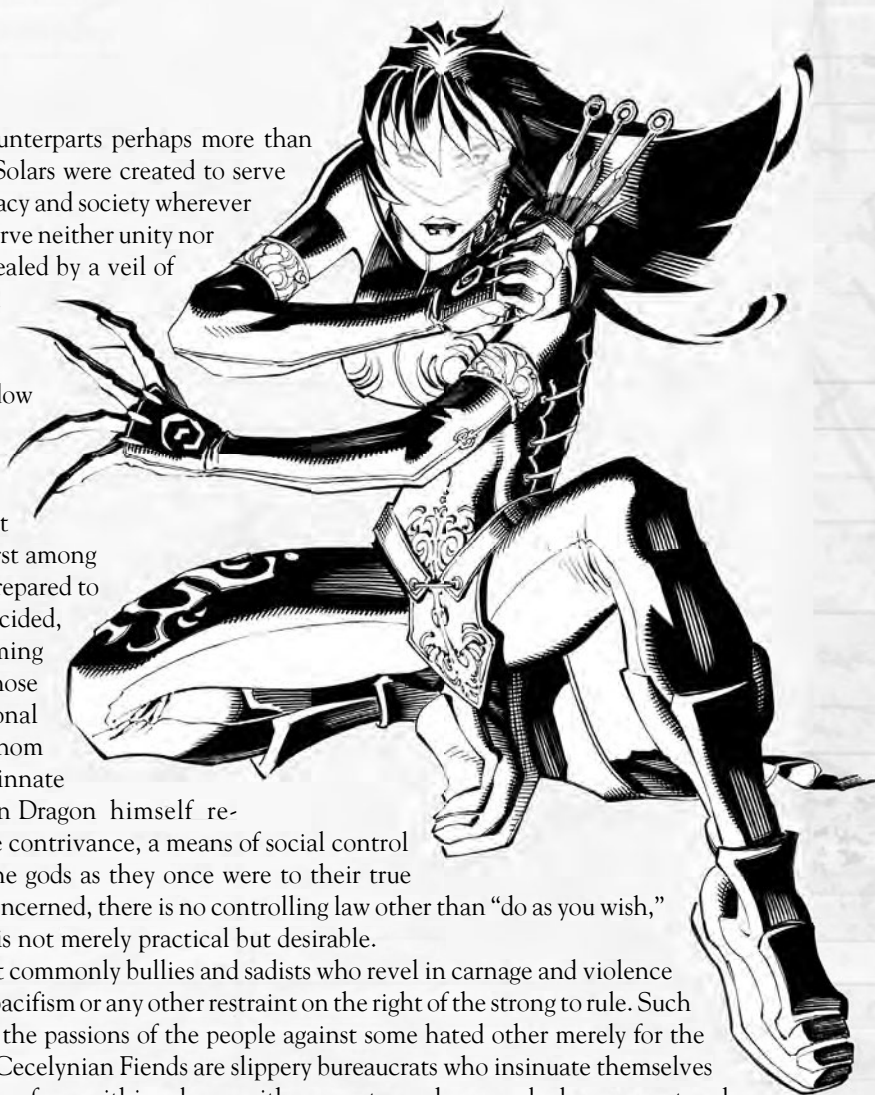 unterparts perhaps more than
Solars were created to serve
acy and society wherever
rve neither unity nor
ealed by a veil of
low
t
rst among
repared to
cided,
ning
nose
onal
nom
innate
n Dragon himself re-
e contrivance, a means of social control
ne gods as they once were to their true
ncerned, there is no controlling law other than “do as you wish,”
is not merely practical but desirable.
t commonly bullies and sadists who revel in carnage and violence
pacifism or any other restraint on the right of the strong to rule. Such
the passions of the people against some hated other merely for the
Cecelynian Fiends are slippery bureaucrats who insinuate themselves